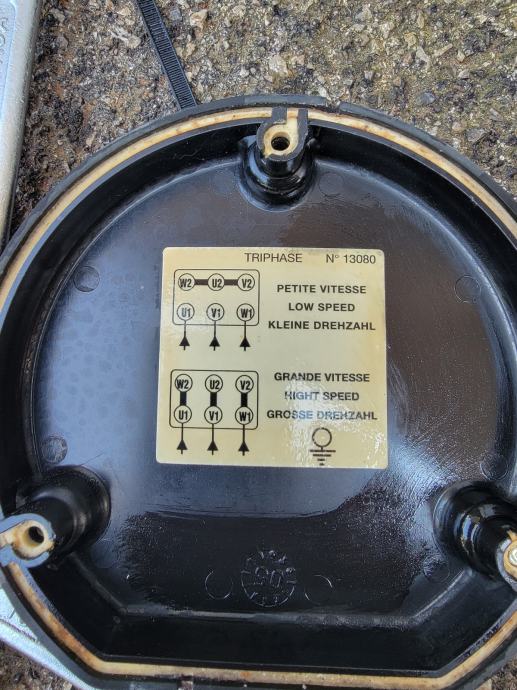 TRIPHASE N° 13080
W2 U2 V2
PETITE VITESSE
LOW SPEED
U1 V1 W1
KLEINE DREHZAHL
GRANDE VITESSE
W2 U2 V2
HIGHT SPEED
U1 V1 W1
GROSSE DREHZAHL